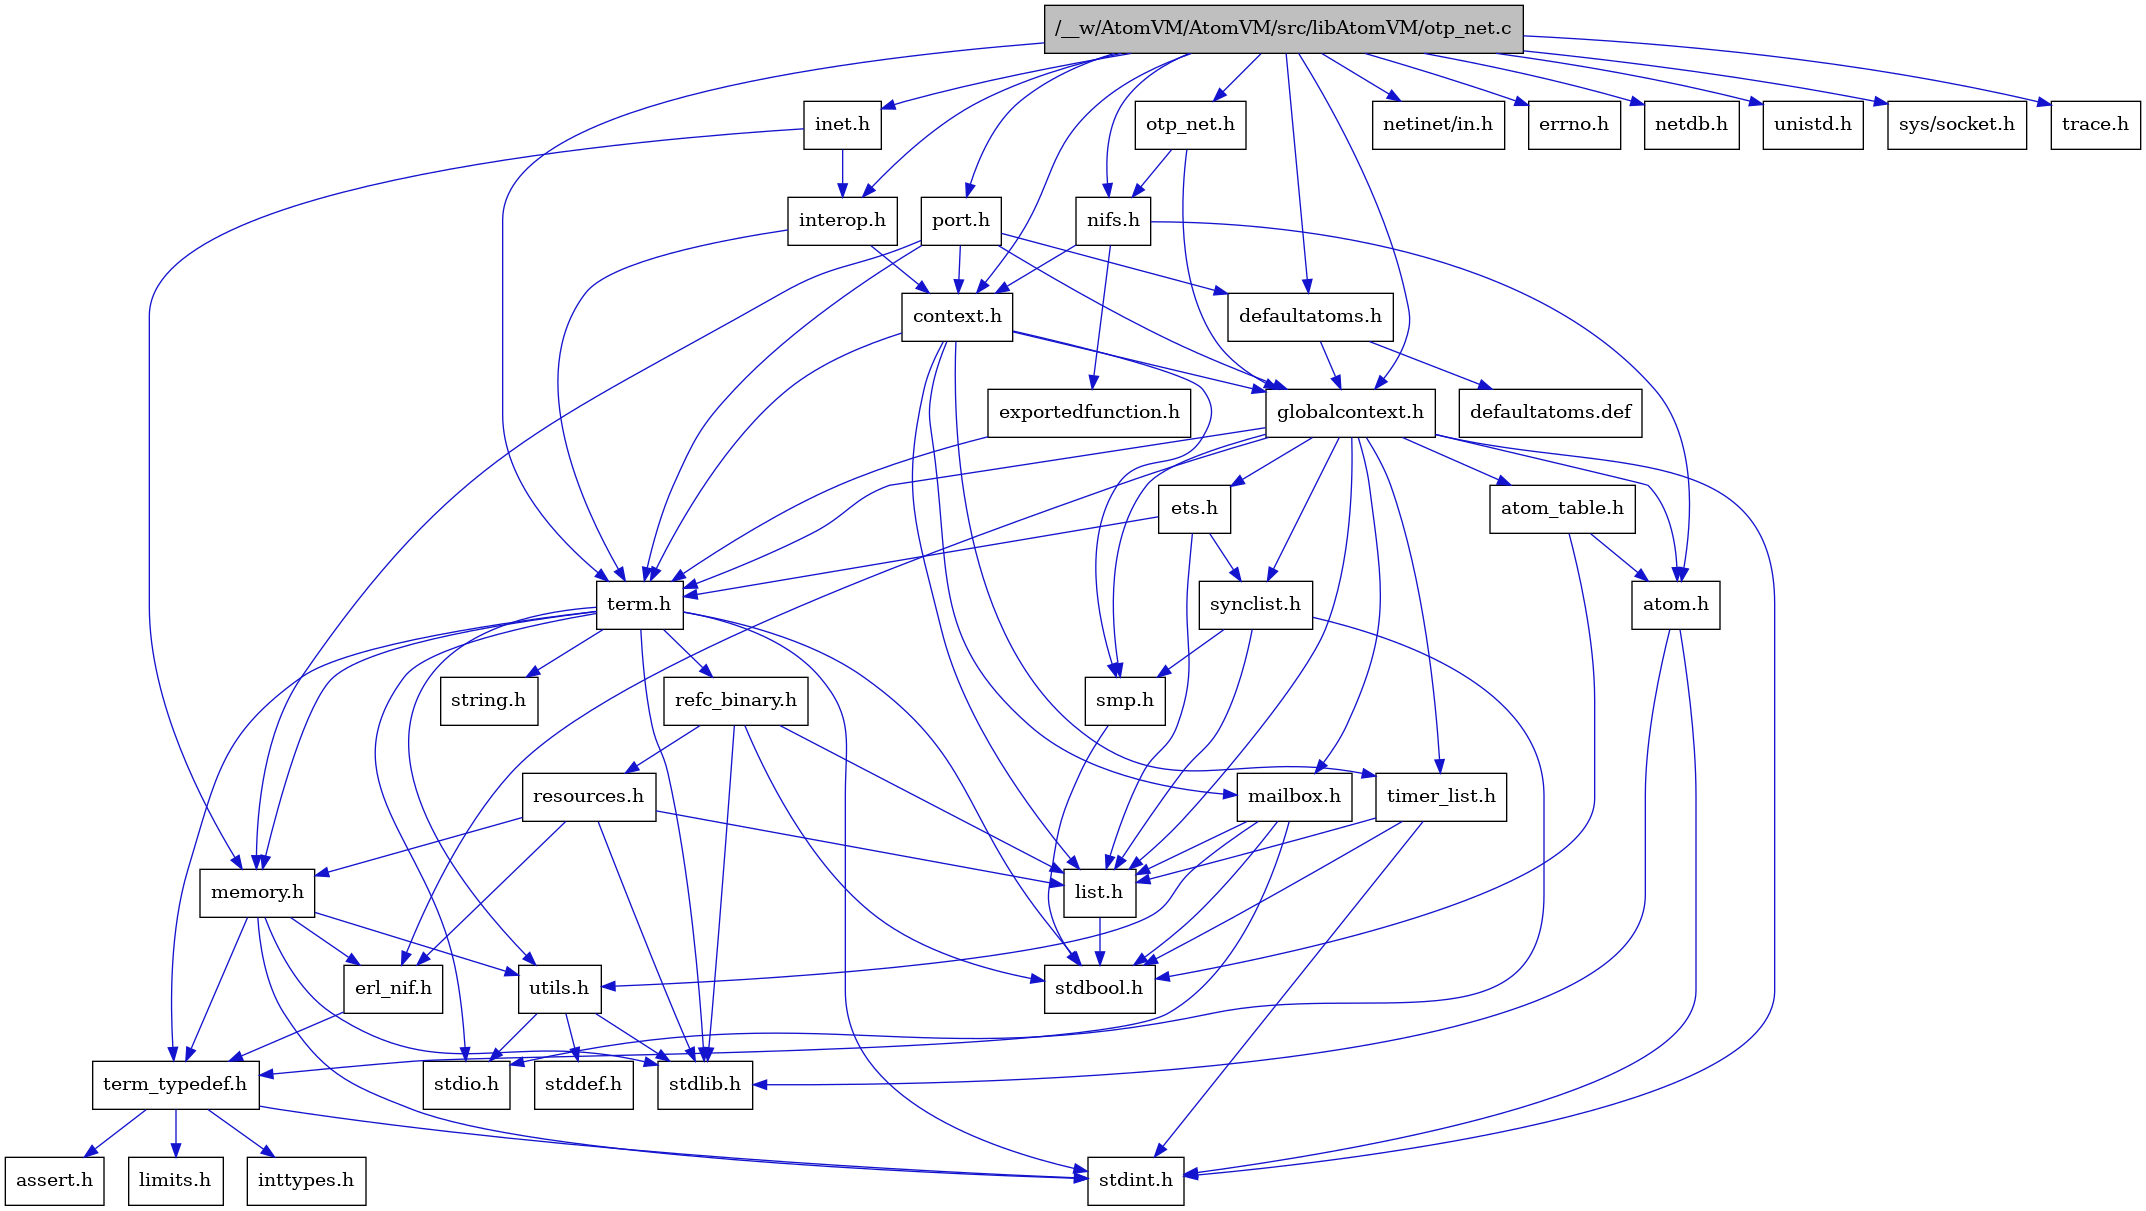 /__w/AtomVM/AtomVM/src/libAtomVM/otp_net.c
inet.h
otp_net.h
netinet/in.h
errno.h
netdb.h
unistd.h
sys/socket.h
trace.h
interop.h
port.h
nifs.h
context.h
defaultatoms.h
exportedfunction.h
globalcontext.h
defaultatoms.def
ets.h
atom_table.h
term.h
synclist.h
atom.h
string.h
refc_binary.h
smp.h
resources.h
mailbox.h
timer_list.h
memory.h
list.h
erl_nif.h
utils.h
stdbool.h
term_typedef.h
stdio.h
stddef.h
stdlib.h
assert.h
limits.h
inttypes.h
stdint.h